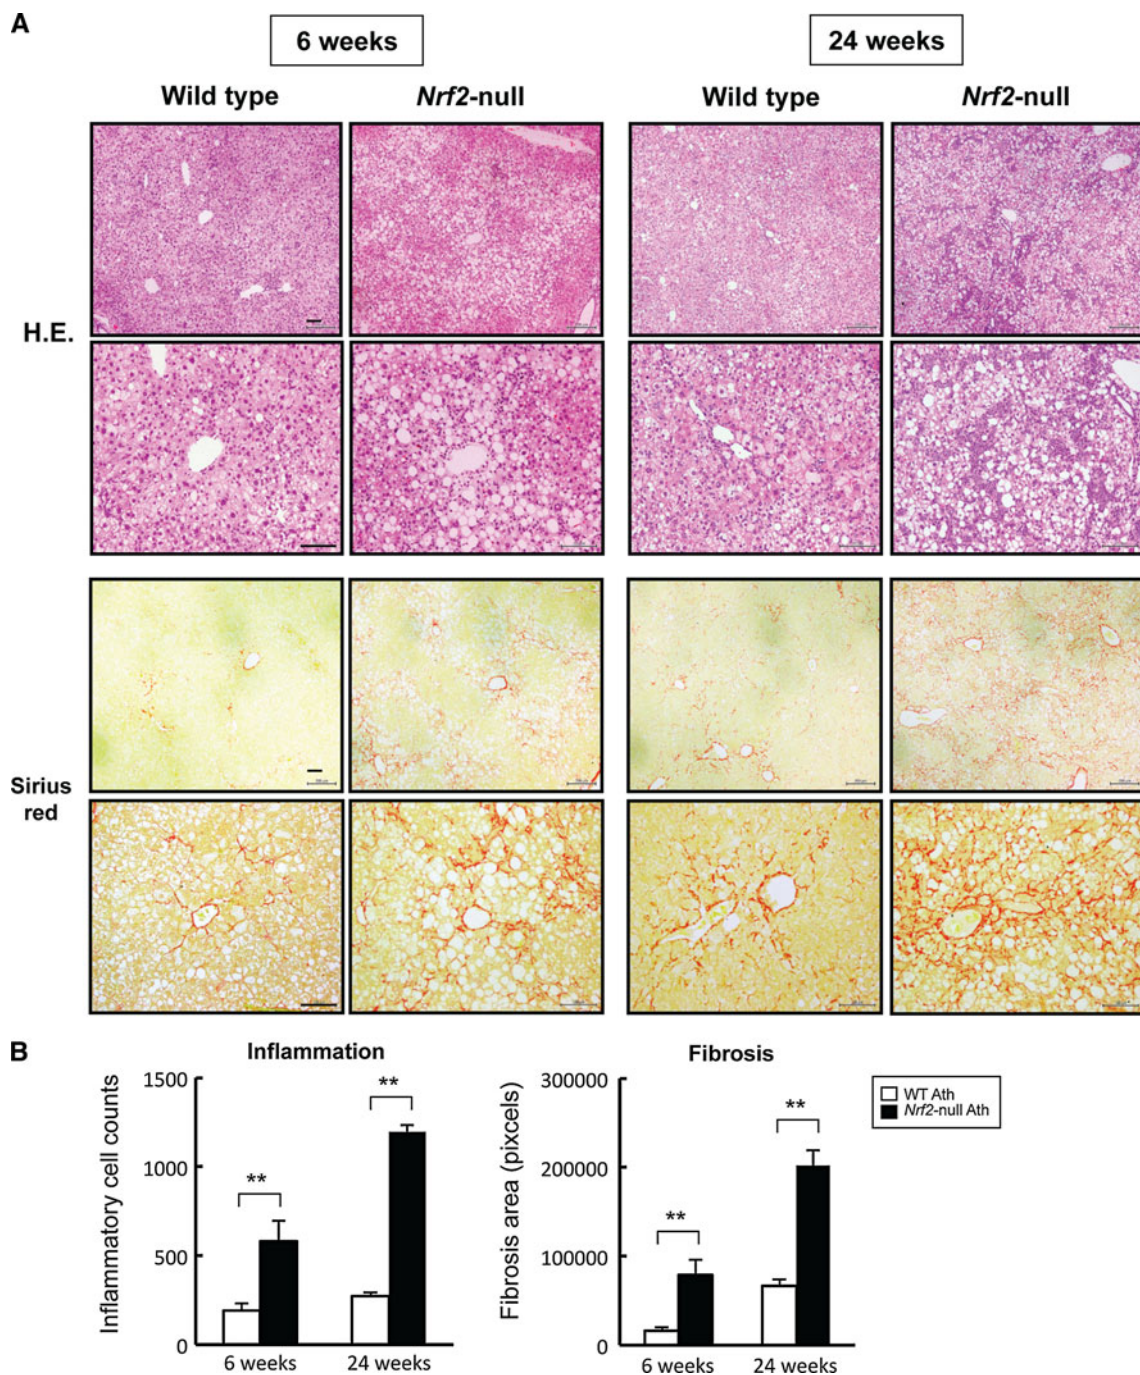 A
6 weeks
24 weeks
Wild type
Nrf2-null
Wild type
Nrf2-null
H.E.
Sirius
red
B
Inflammation
Inflammatory cell counts
1500
1000
500
0
**
**
6 weeks
24 weeks
Fibrosis
Fibrosis area (pixcels)
300000
200000
100000
0
**
**
6 weeks
24 weeks
WT Ath
Nrf2-null Ath